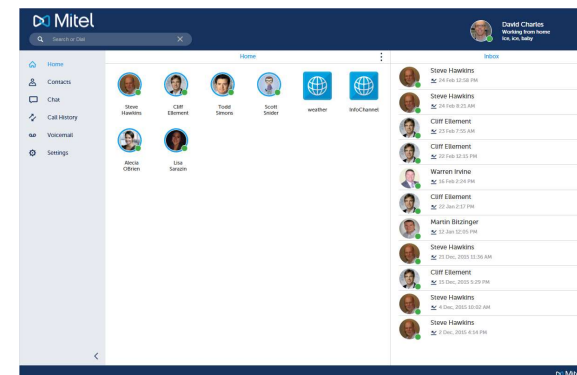 Mitel
Search or Dial
David Charles
Working from home
Ice, ice, baby
Home
Contacts
Chat
Call History
Voicemail
Settings
Home
Steve Hawkins
Cliff Ellement
Todd Simons
Scott Snider
weather
InfoChannel
Alecia OBrien
Lisa Sarazin
Inbox
Steve Hawkins
24 Feb 12:58 PM
Steve Hawkins
24 Feb 8:21 AM
Cliff Ellement
23 Feb 7:55 AM
Cliff Ellement
22 Feb 12:15 PM
Warren Irvine
16 Feb 2:24 PM
Cliff Ellement
22 Jan 2:17 PM
Martin Bitzinger
12 Jan 12:05 PM
Steve Hawkins
21 Dec, 2015 11:36 AM
Cliff Ellement
15 Dec, 2015 5:29 PM
Steve Hawkins
4 Dec, 2015 10:02 AM
Steve Hawkins
2 Dec, 2015 4:14 PM
Mitel